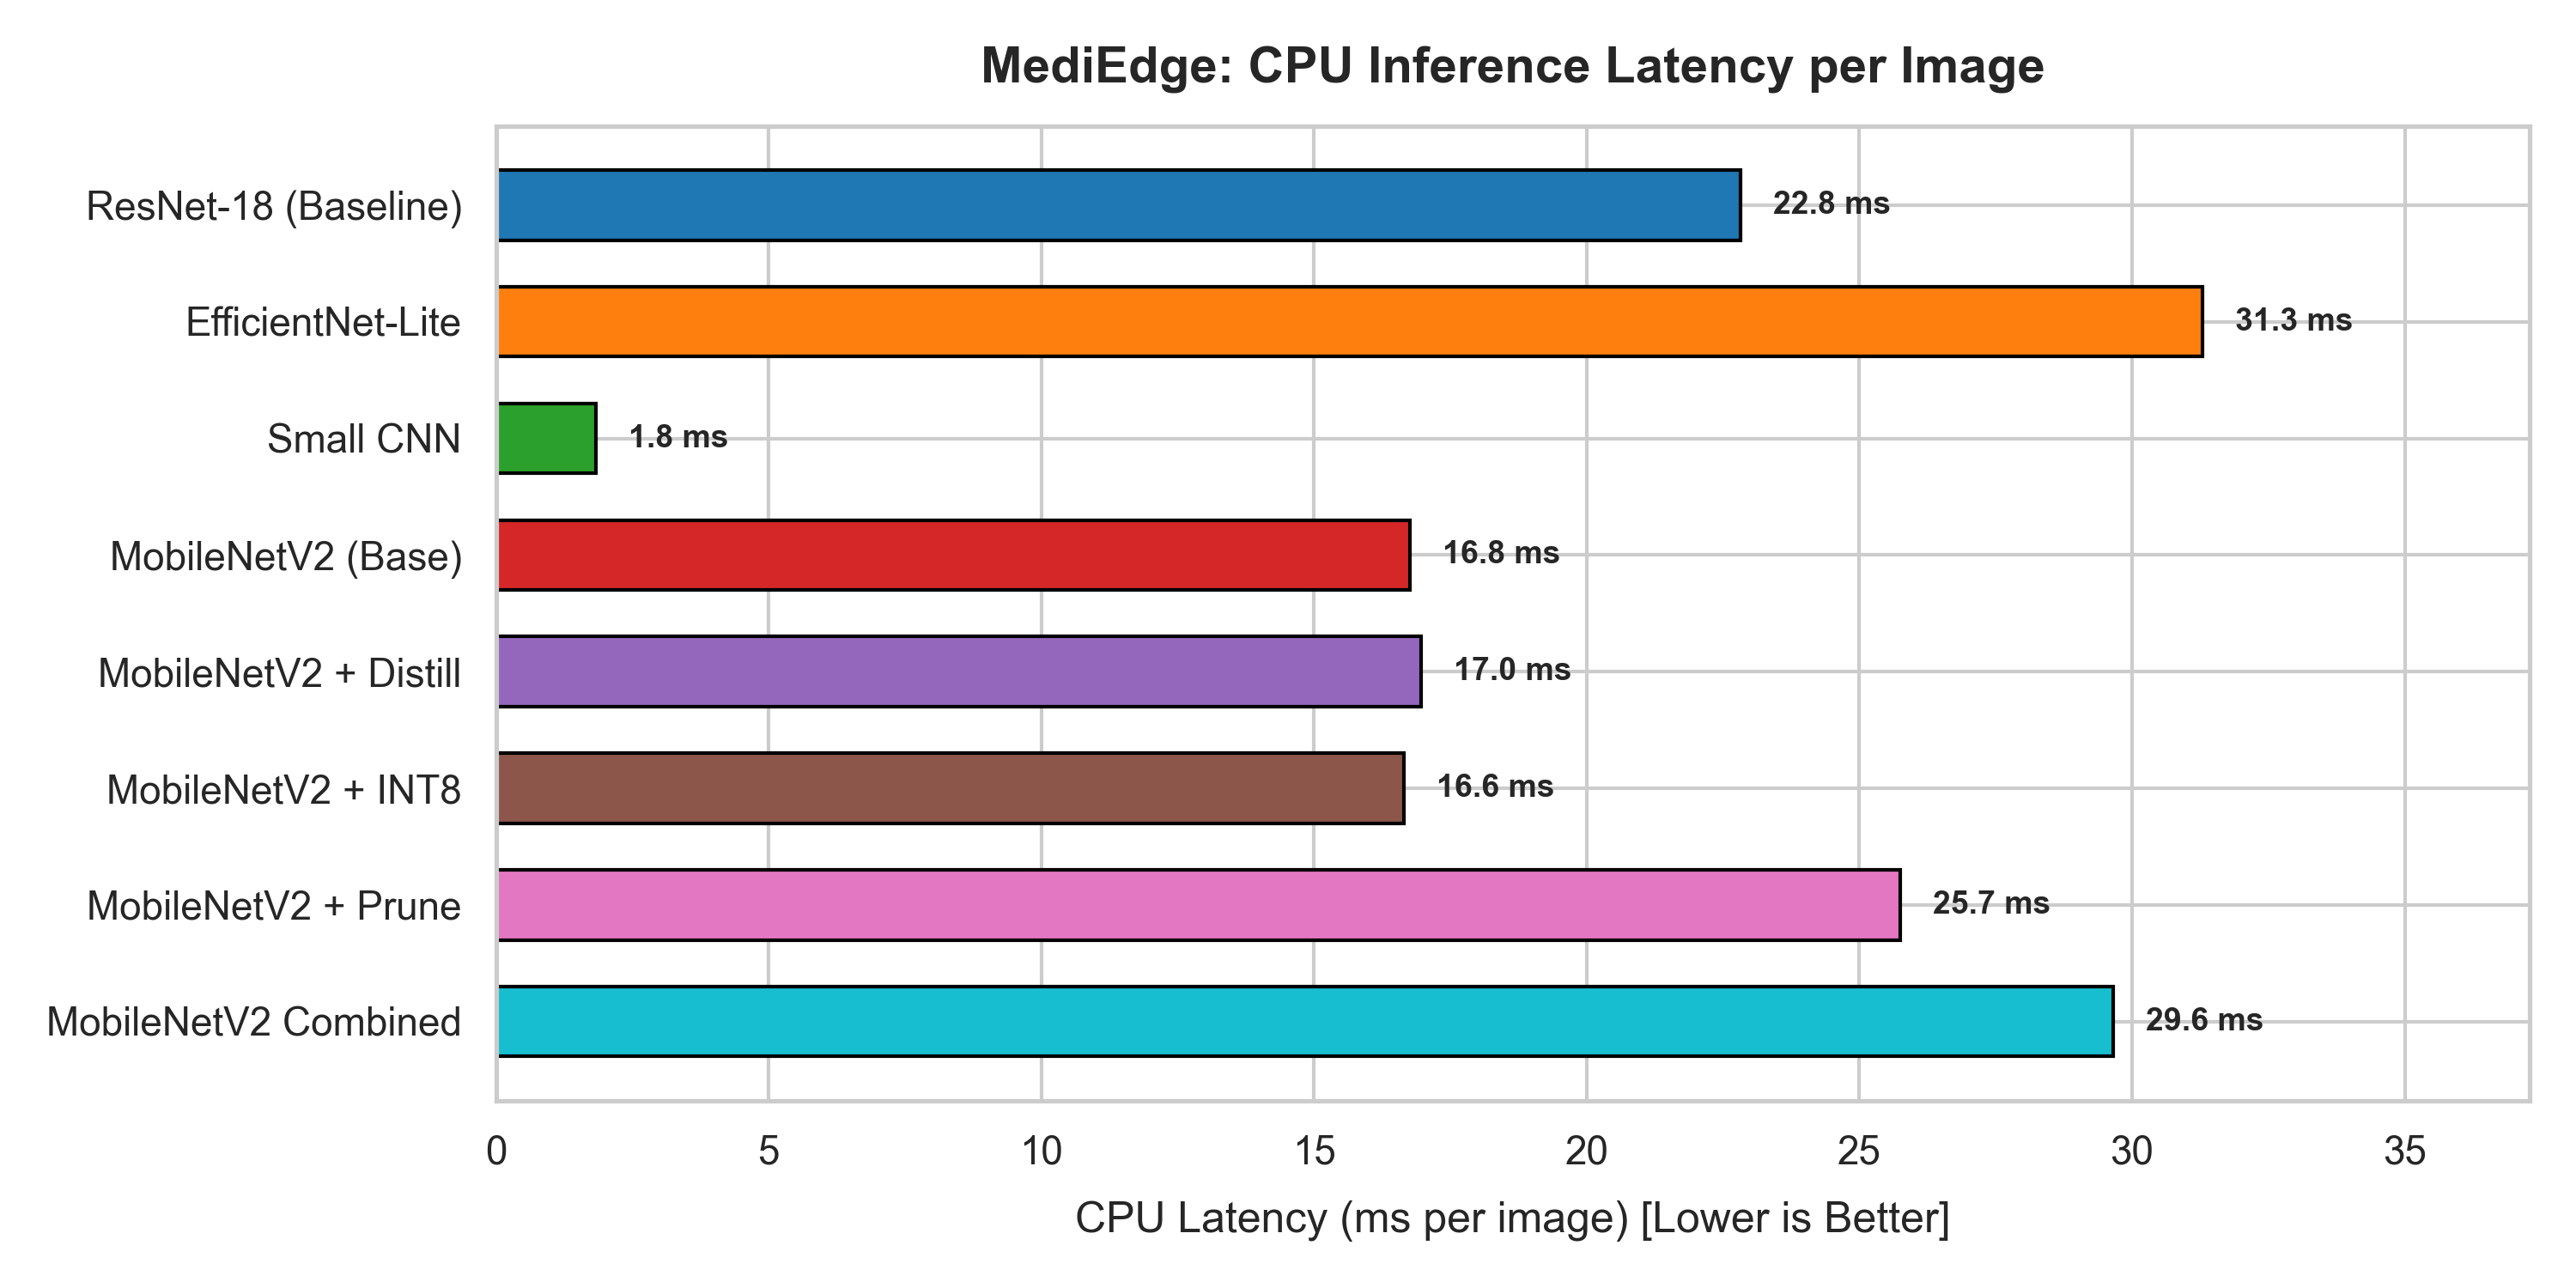 MediEdge: CPU Inference Latency per Image
ResNet-18 (Baseline)
22.8 ms
EfficientNet-Lite
31.3 ms
Small CNN
1.8 ms
MobileNetV2 (Base)
16.8 ms
MobileNetV2 + Distill
17.0 ms
MobileNetV2 + INT8
16.6 ms
MobileNetV2 + Prune
25.7 ms
MobileNetV2 Combined
29.6 ms
0 5 10 15 20 25 30 35
CPU Latency (ms per image) [Lower is Better]